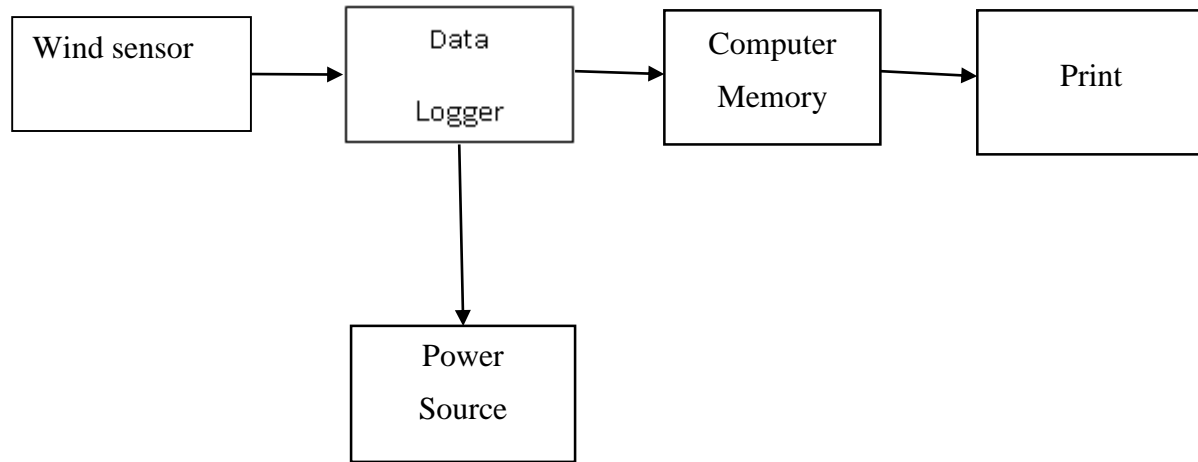 Wind sensor
Data
Logger
Computer
Memory
Print
Power
Source